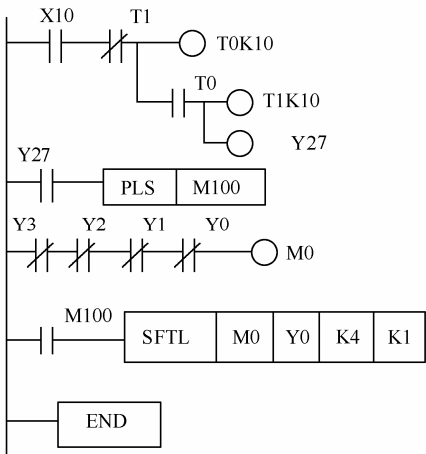 X10 T1
T0K10
T0
T1K10
Y27
Y27
PLS M100
Y3 Y2 Y1 Y0
M0
M100
SFTL M0 Y0 K4 K1
END